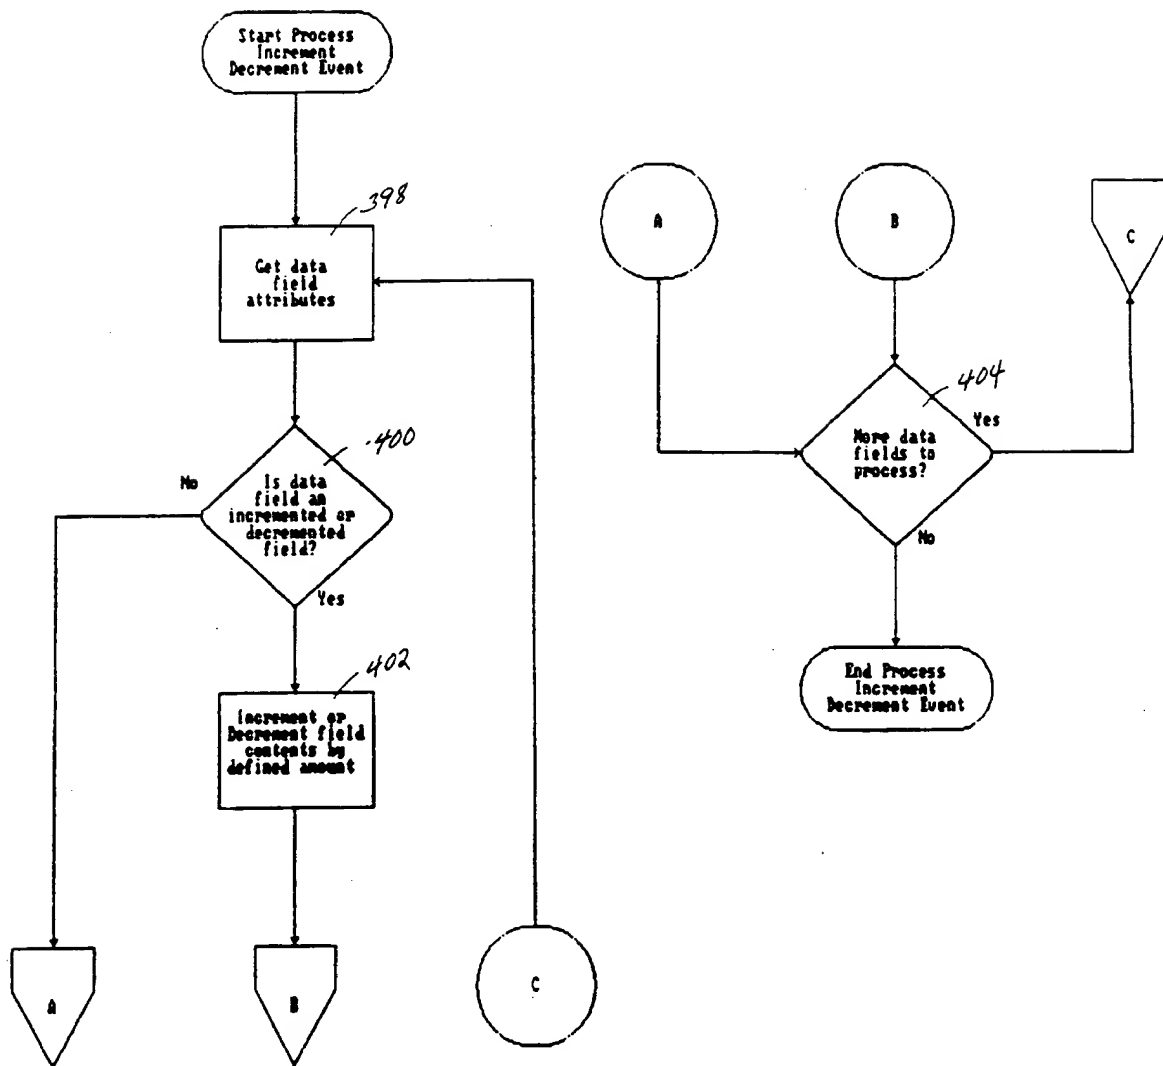 Start Process
Increment
Decrement Event
398
Get data
field
attributes
400
No
Is data
field an
incremented or
decremented
field?
Yes
402
Increment or
Decrement field
contents by
defined amount
A
B
C
A
B
C
404
More data
fields to
process?
Yes
No
End Process
Increment
Decrement Event